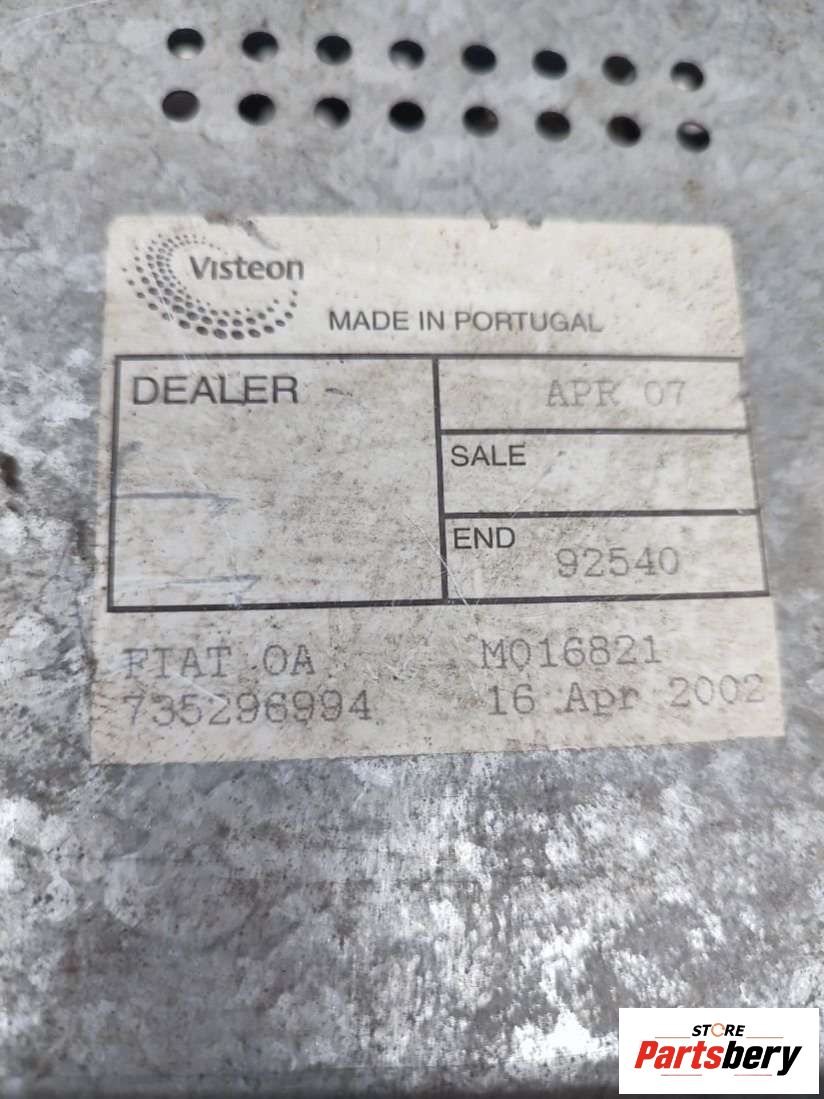 Visteon
MADE IN PORTUGAL
DEALER
APR 07
SALE
END
92540
FIAT OA M016821
735296994 16 Apr 2002
STORE
Partsbery